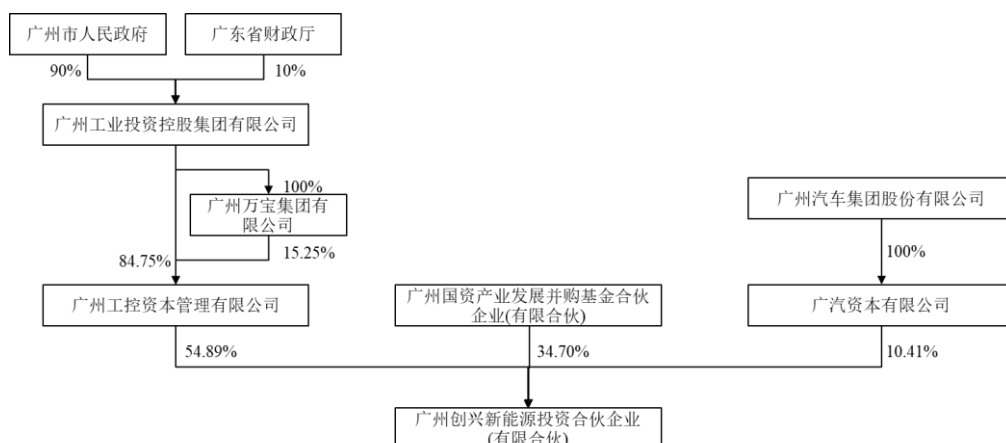 广州市人民政府
广东省财政厅
90%
10%
广州工业投资控股集团有限公司
100%
广州万宝集团有
限公司
广州汽车集团股份有限公司
84.75%
15.25%
100%
广州工控资本管理有限公司
广州国资产业发展并购基金合伙
企业(有限合伙)
广汽资本有限公司
54.89%
34.70%
10.41%
广州创兴新能源投资合伙企业
(有限合伙)